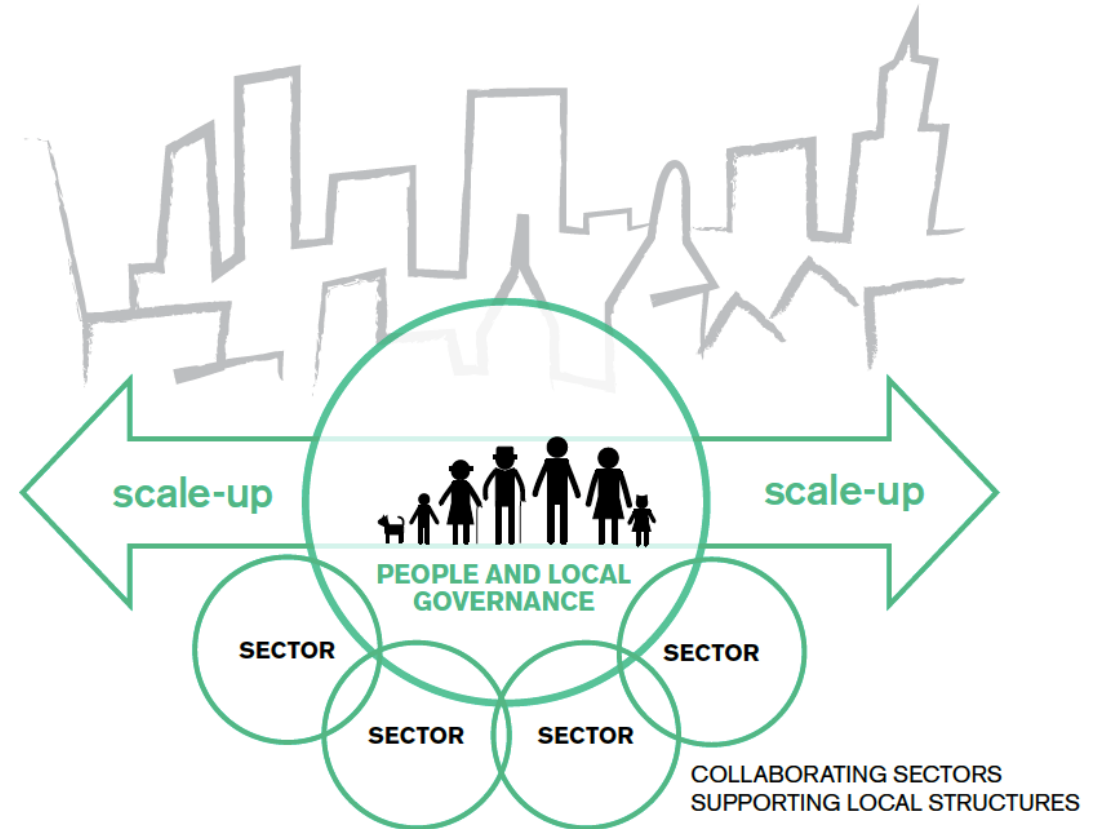 scale-up
scale-up
PEOPLE AND LOCAL
GOVERNANCE
SECTOR
SECTOR
SECTOR
SECTOR
COLLABORATING SECTORS
SUPPORTING LOCAL STRUCTURES